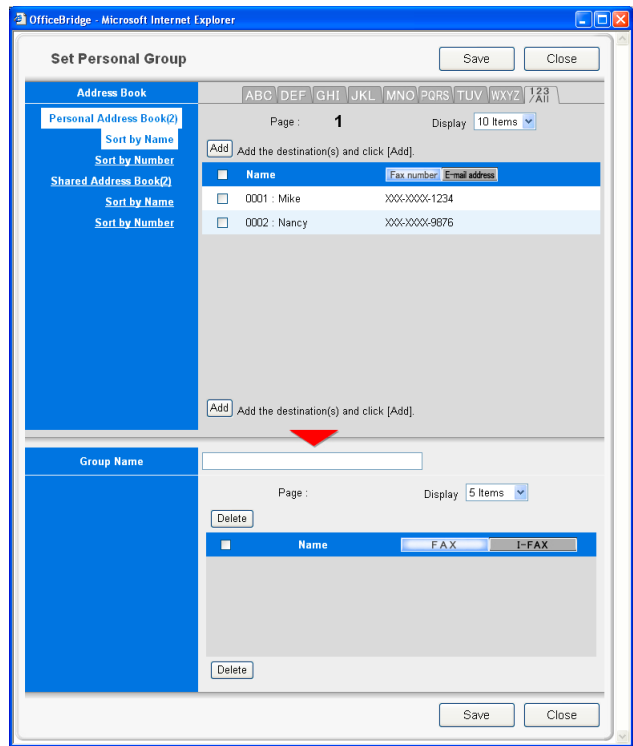 OfficeBridge - Microsoft Internet Explorer
Set Personal Group
Save
Close
Address Book
ABC DEF GHI JKL MNO PQRS TUV WXYZ 123/All
Personal Address Book(2)
Sort by Name
Sort by Number
Shared Address Book(2)
Sort by Name
Sort by Number
Page : 1 Display 10 Items
Add Add the destination(s) and click [Add].
Name Fax number E-mail address
0001 : Mike XXX-XXXX-1234
0002 : Nancy XXX-XXXX-9876
Add Add the destination(s) and click [Add].
Group Name
Page : Display 5 Items
Delete
Name FAX I-FAX
Delete
Save
Close